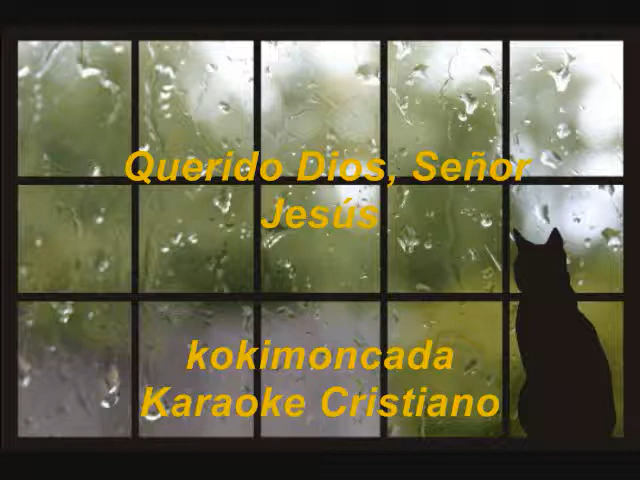 Querido Dios, Señor
Jesús
kokimoncada
Karaoke Cristiano